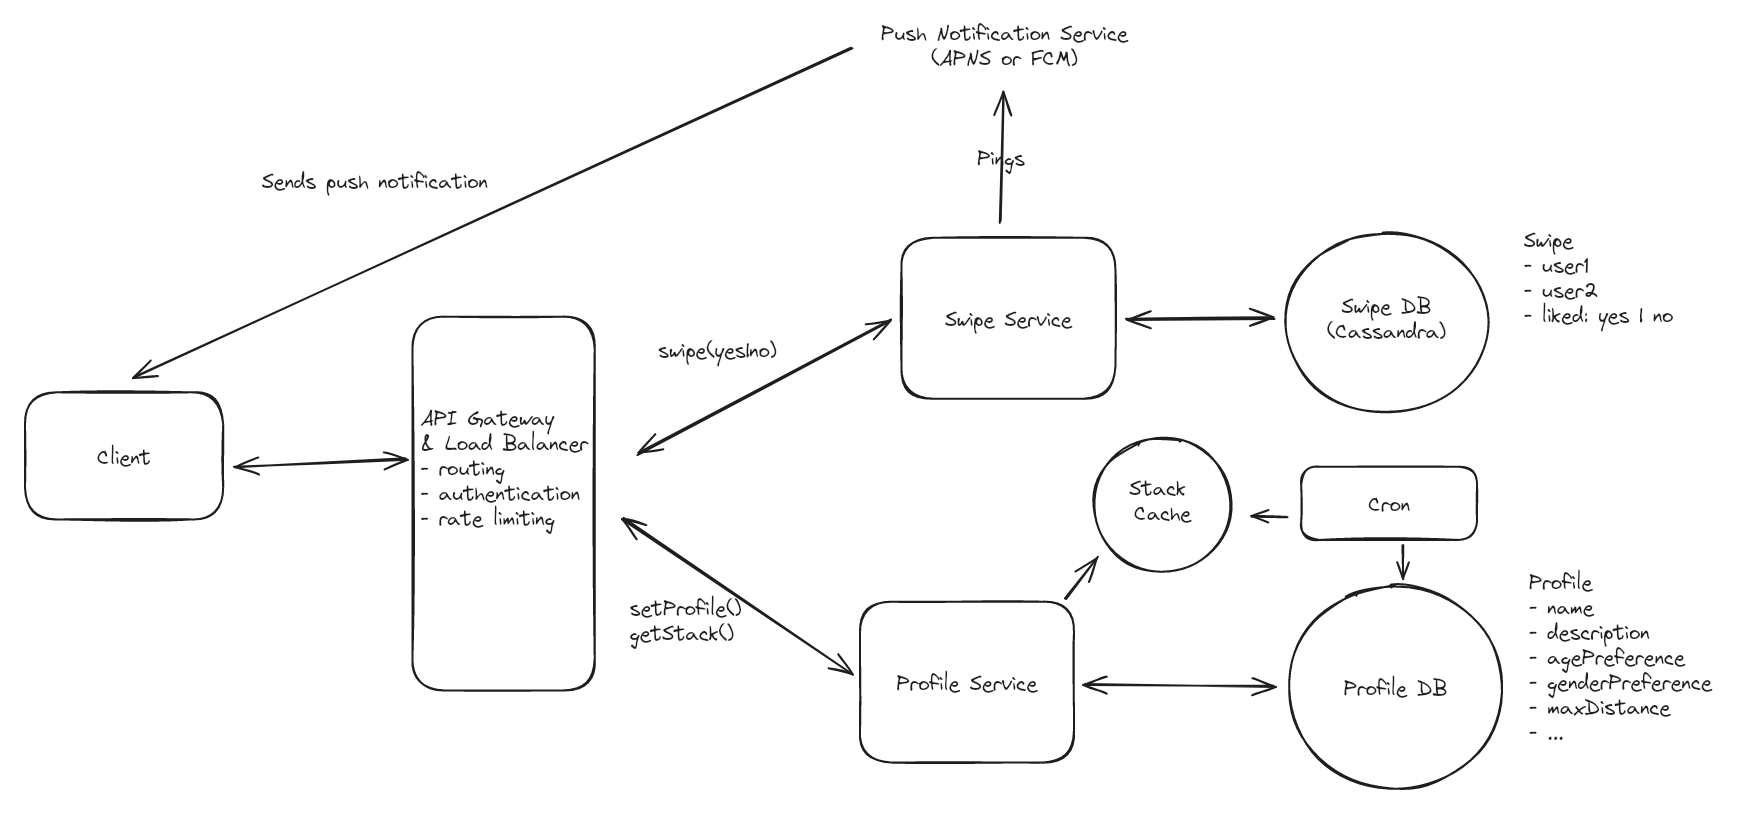 Push Notification Service
(APNS or FCM)
Sends push notification
Pings
Swipe Service
Swipe DB
(Cassandra)
Swipe
- user1
- user2
- liked: yes | no
swipe(yes|no)
Client
API Gateway
& Load Balancer
- routing
- authentication
- rate limiting
Stack
Cache
Cron
setProfile()
getStack()
Profile Service
Profile DB
Profile
- name
- description
- agePreference
- genderPreference
- maxDistance
- ...